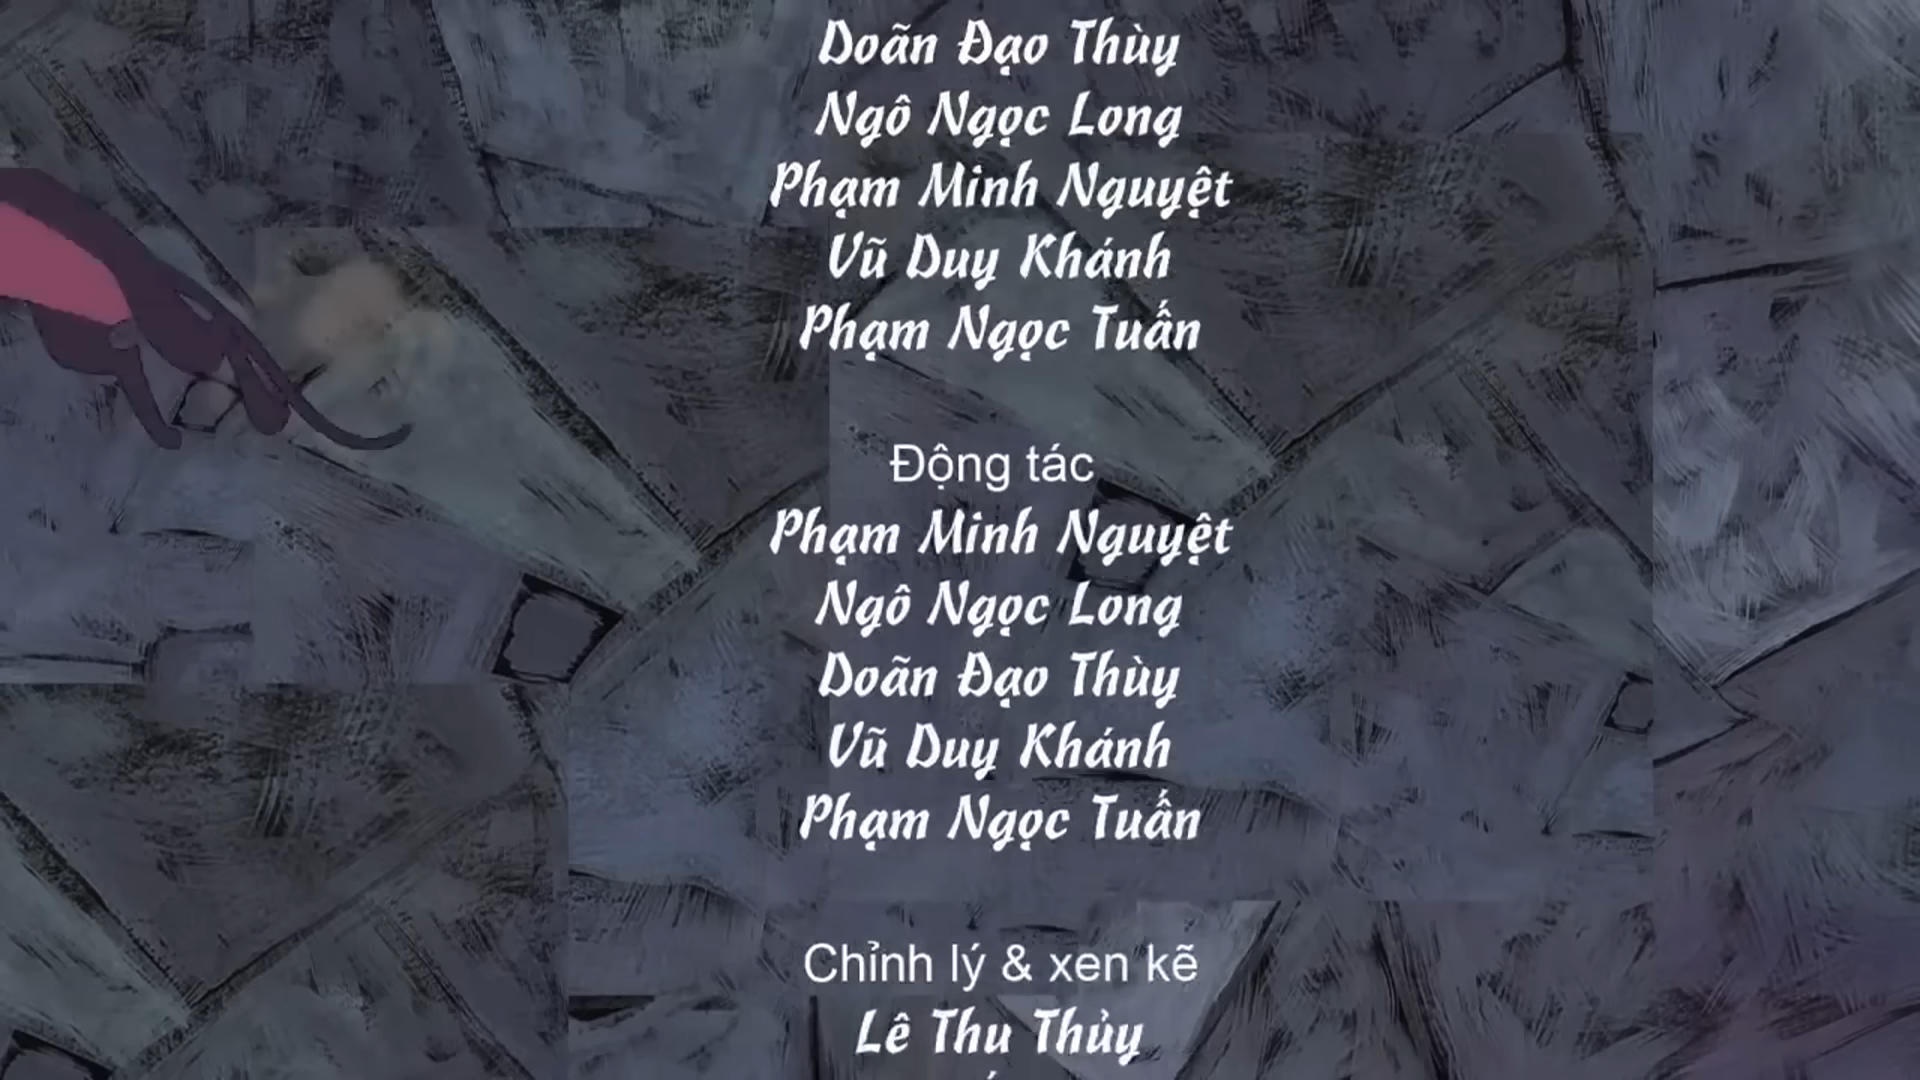 Doãn Đạo Thùy
Ngô Ngọc Long
Phạm Minh Nguyệt
Vũ Duy Khánh
Phạm Ngọc Tuấn
Động tác
Phạm Minh Nguyệt
Ngô Ngọc Long
Doãn Đạo Thùy
Vũ Duy Khánh
Phạm Ngọc Tuấn
Chỉnh lý & xen kẽ
Lê Thu Thủy